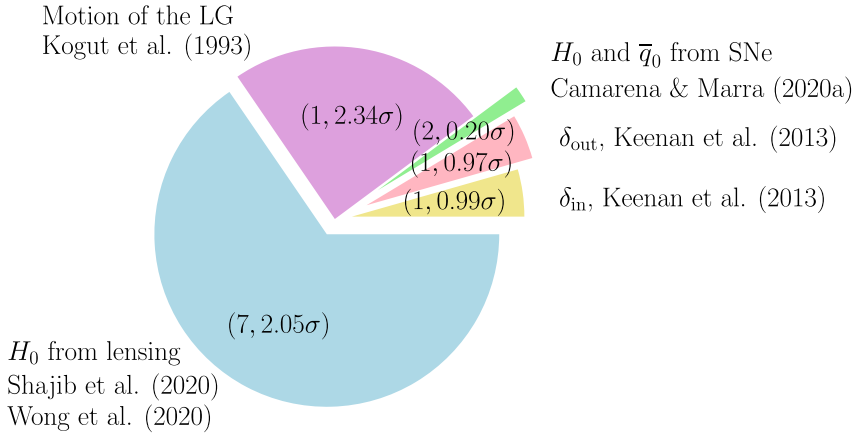 Motion of the LG
Kogut et al. (1993)
H₀ and q̅₀ from SNe
Camarena & Marra (2020a)
(1, 2.34σ)
(2, 0.20σ)
δout, Keenan et al. (2013)
(1, 0.97σ)
(1, 0.99σ)
δin, Keenan et al. (2013)
(7, 2.05σ)
H₀ from lensing
Shajib et al. (2020)
Wong et al. (2020)